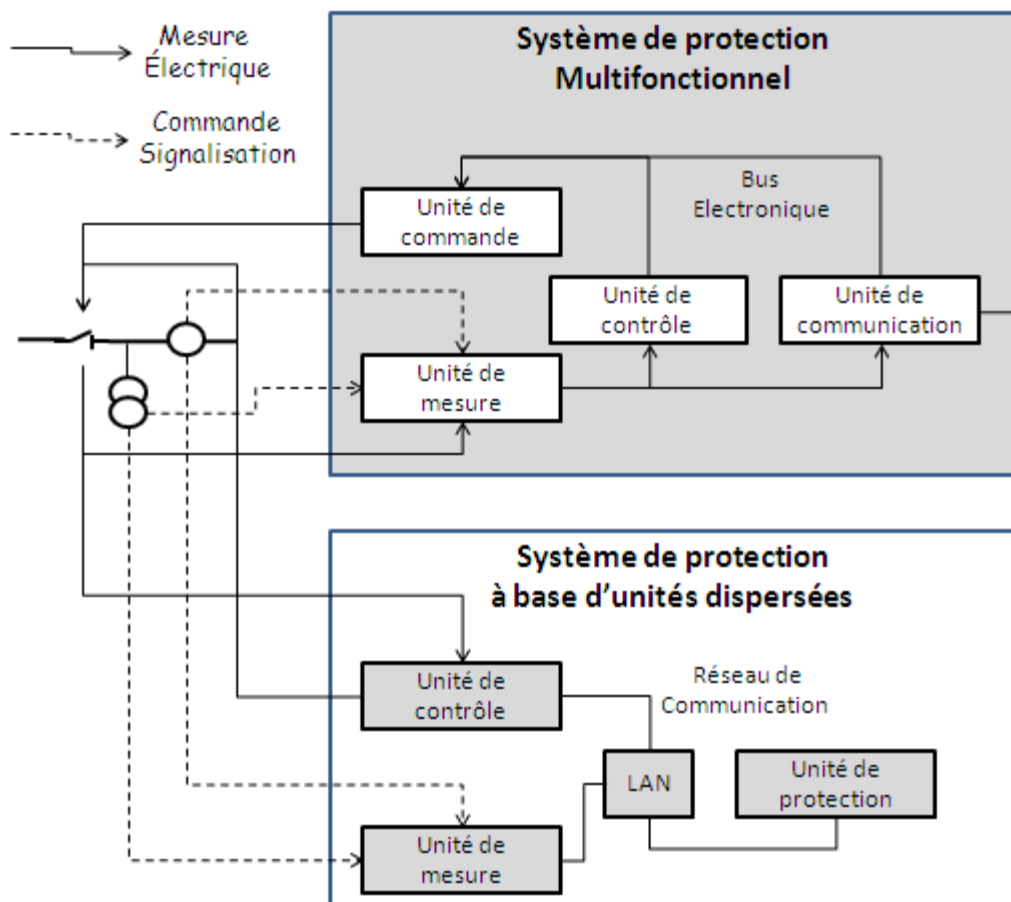 Mesure
Électrique
Commande
Signalisation
Système de protection
Multifonctionnel
Unité de
commande
Bus
Electronique
Unité de
contrôle
Unité de
communication
Unité de
mesure
Système de protection
à base d'unités dispersées
Unité de
contrôle
Réseau de
Communication
LAN
Unité de
protection
Unité de
mesure